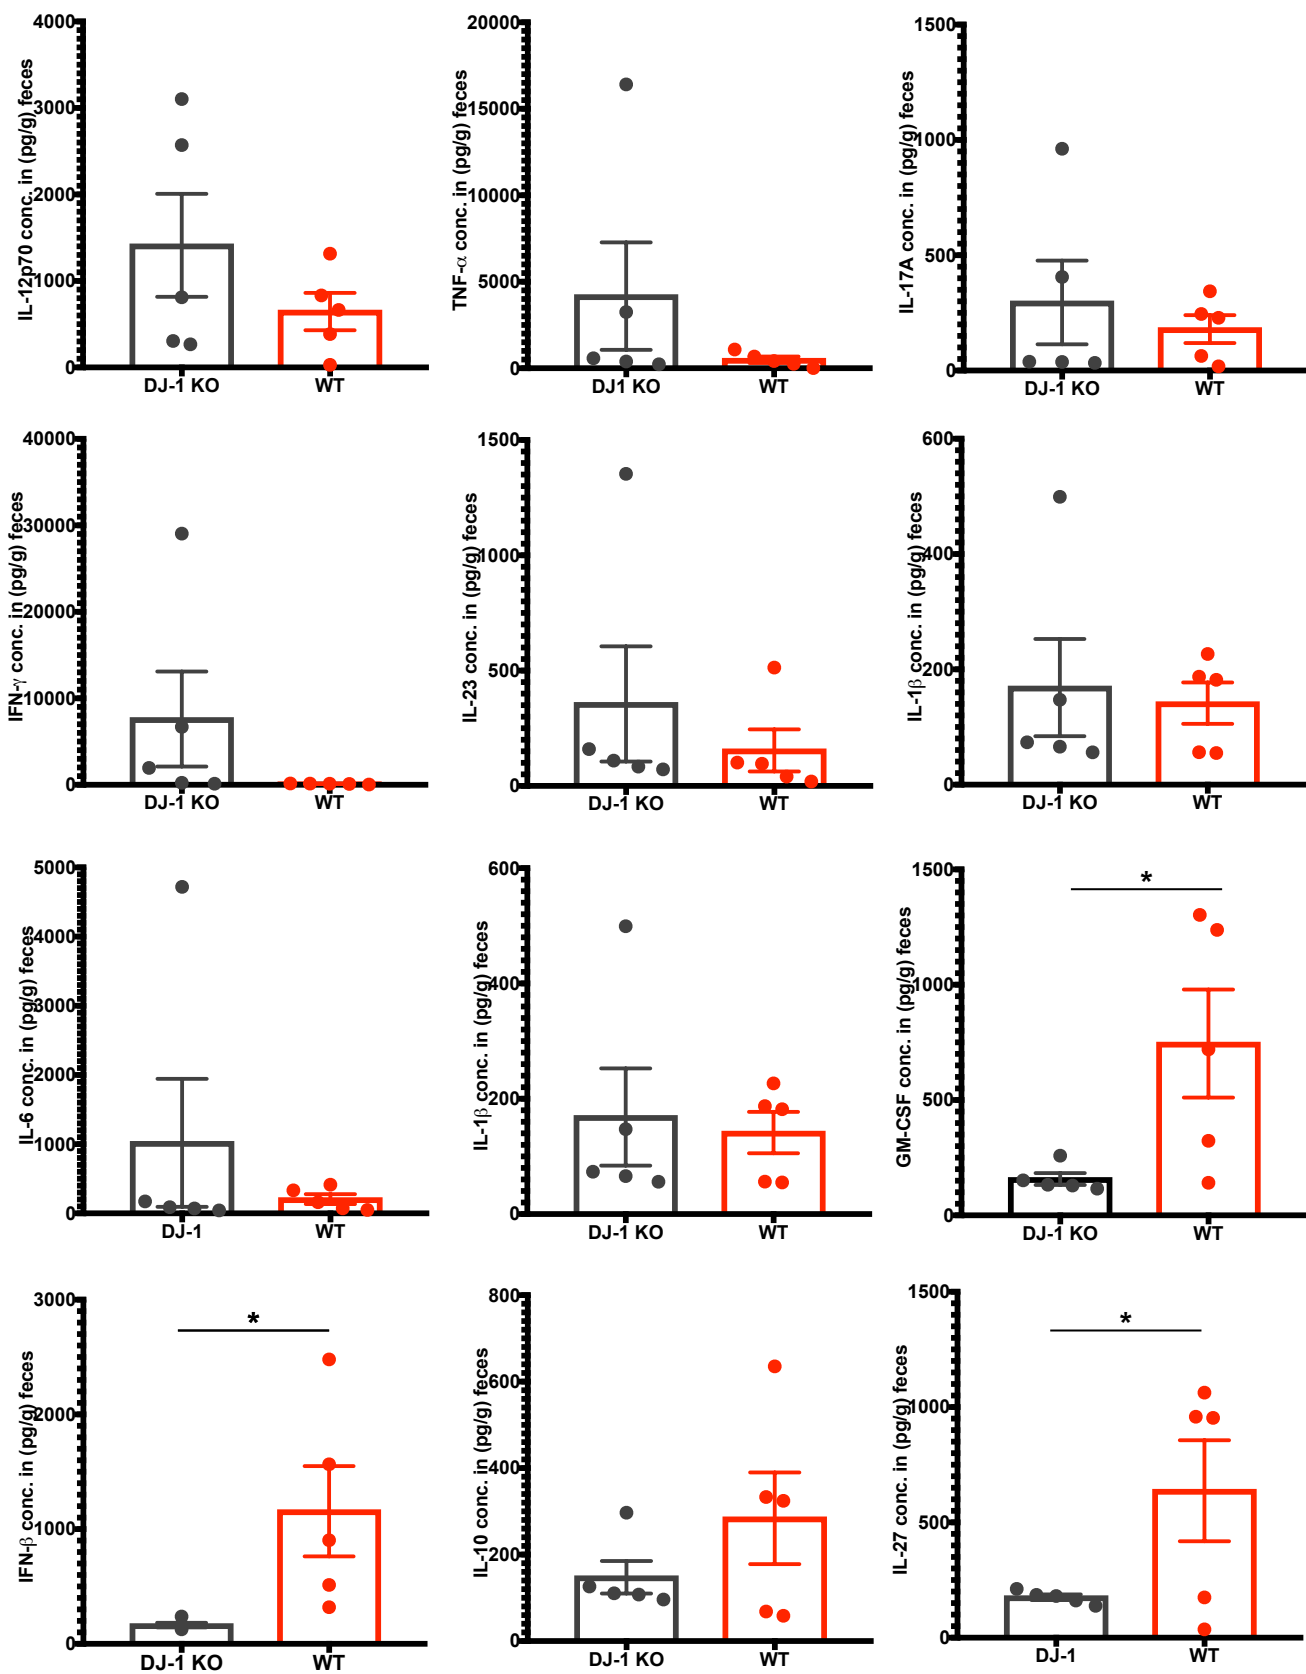 IL-12p70 conc. in (pg/g) feces
4000
3000
2000
1000
0
DJ-1 KO
WT
TNF-α conc. in (pg/g) feces
20000
15000
10000
5000
0
DJ-1 KO
WT
IL-17A conc. in (pg/g) feces
1500
1000
500
0
DJ-1 KO
WT
IFN-γ conc. in (pg/g) feces
40000
30000
20000
10000
0
DJ-1 KO
WT
IL-23 conc. in (pg/g) feces
1500
1000
500
0
DJ-1 KO
WT
IL-1β conc. in (pg/g) feces
600
400
200
0
DJ-1 KO
WT
IL-6 conc. in (pg/g) feces
5000
4000
3000
2000
1000
0
DJ-1
WT
IL-1β conc. in (pg/g) feces
600
400
200
0
DJ-1 KO
WT
GM-CSF conc. in (pg/g) feces
1500
1000
500
0
*
DJ-1 KO
WT
IFN-β conc. in (pg/g) feces
3000
2000
1000
0
*
DJ-1 KO
WT
IL-10 conc. in (pg/g) feces
800
600
400
200
0
DJ-1 KO
WT
IL-27 conc. in (pg/g) feces
1500
1000
500
0
*
DJ-1
WT